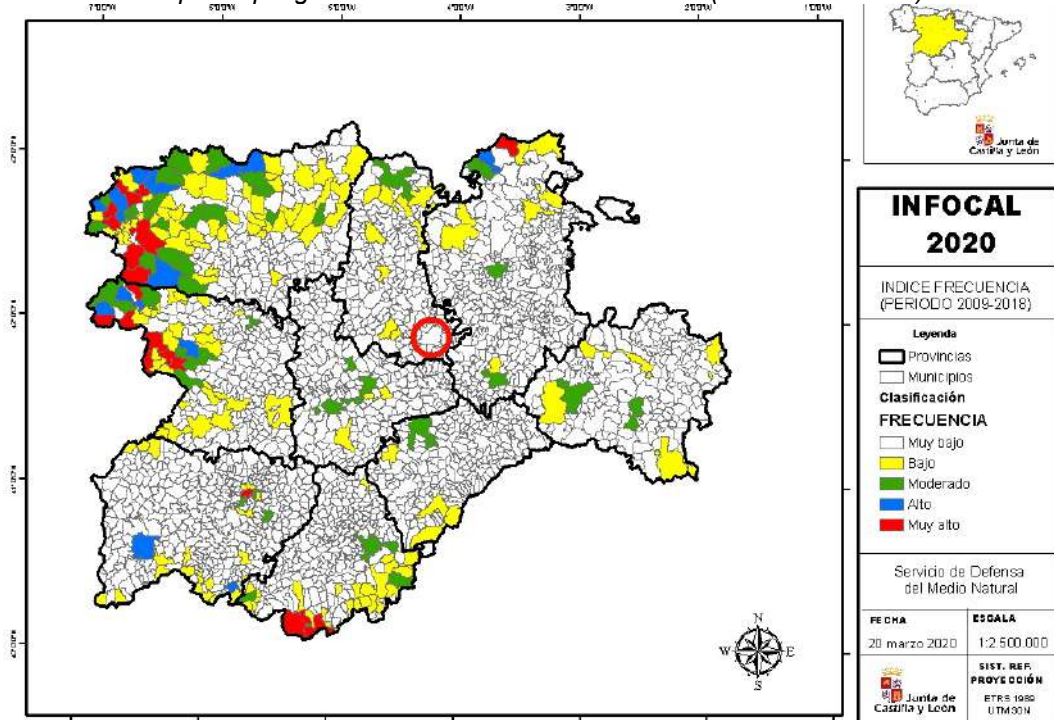 INFOCAL
2020
INDICE FRECUENCIA
(PERIODO 2009-2018)
Leyenda
Provincias
Municipios
Clasificación
FRECUENCIA
Muy bajo
Bajo
Moderado
Alto
Muy alto
Servicio de Defensa
del Medio Natural
FECHA
20 marzo 2020
ESCALA
1:2.500.000
SIST. REF.
PROYECCIÓN
ETRS 1989
UTM 30N
Junta de
Castilla y León
Junta de
Castilla y León
N
W
E
S